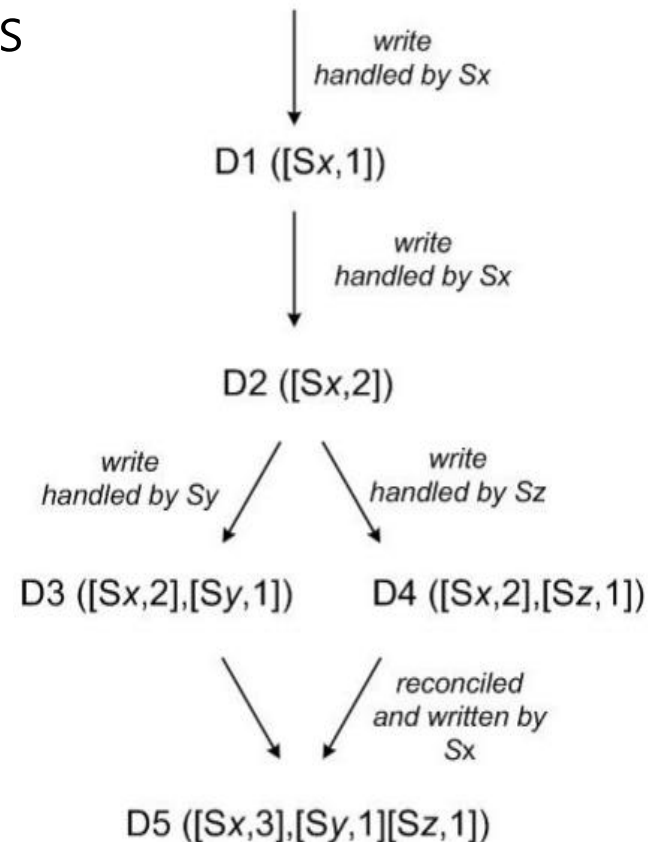 S
write
handled by Sx
D1 ([Sx,1])
write
handled by Sx
D2 ([Sx,2])
write
handled by Sy
write
handled by Sz
D3 ([Sx,2],[Sy,1])
D4 ([Sx,2],[Sz,1])
reconciled
and written by
Sx
D5 ([Sx,3],[Sy,1][Sz,1])